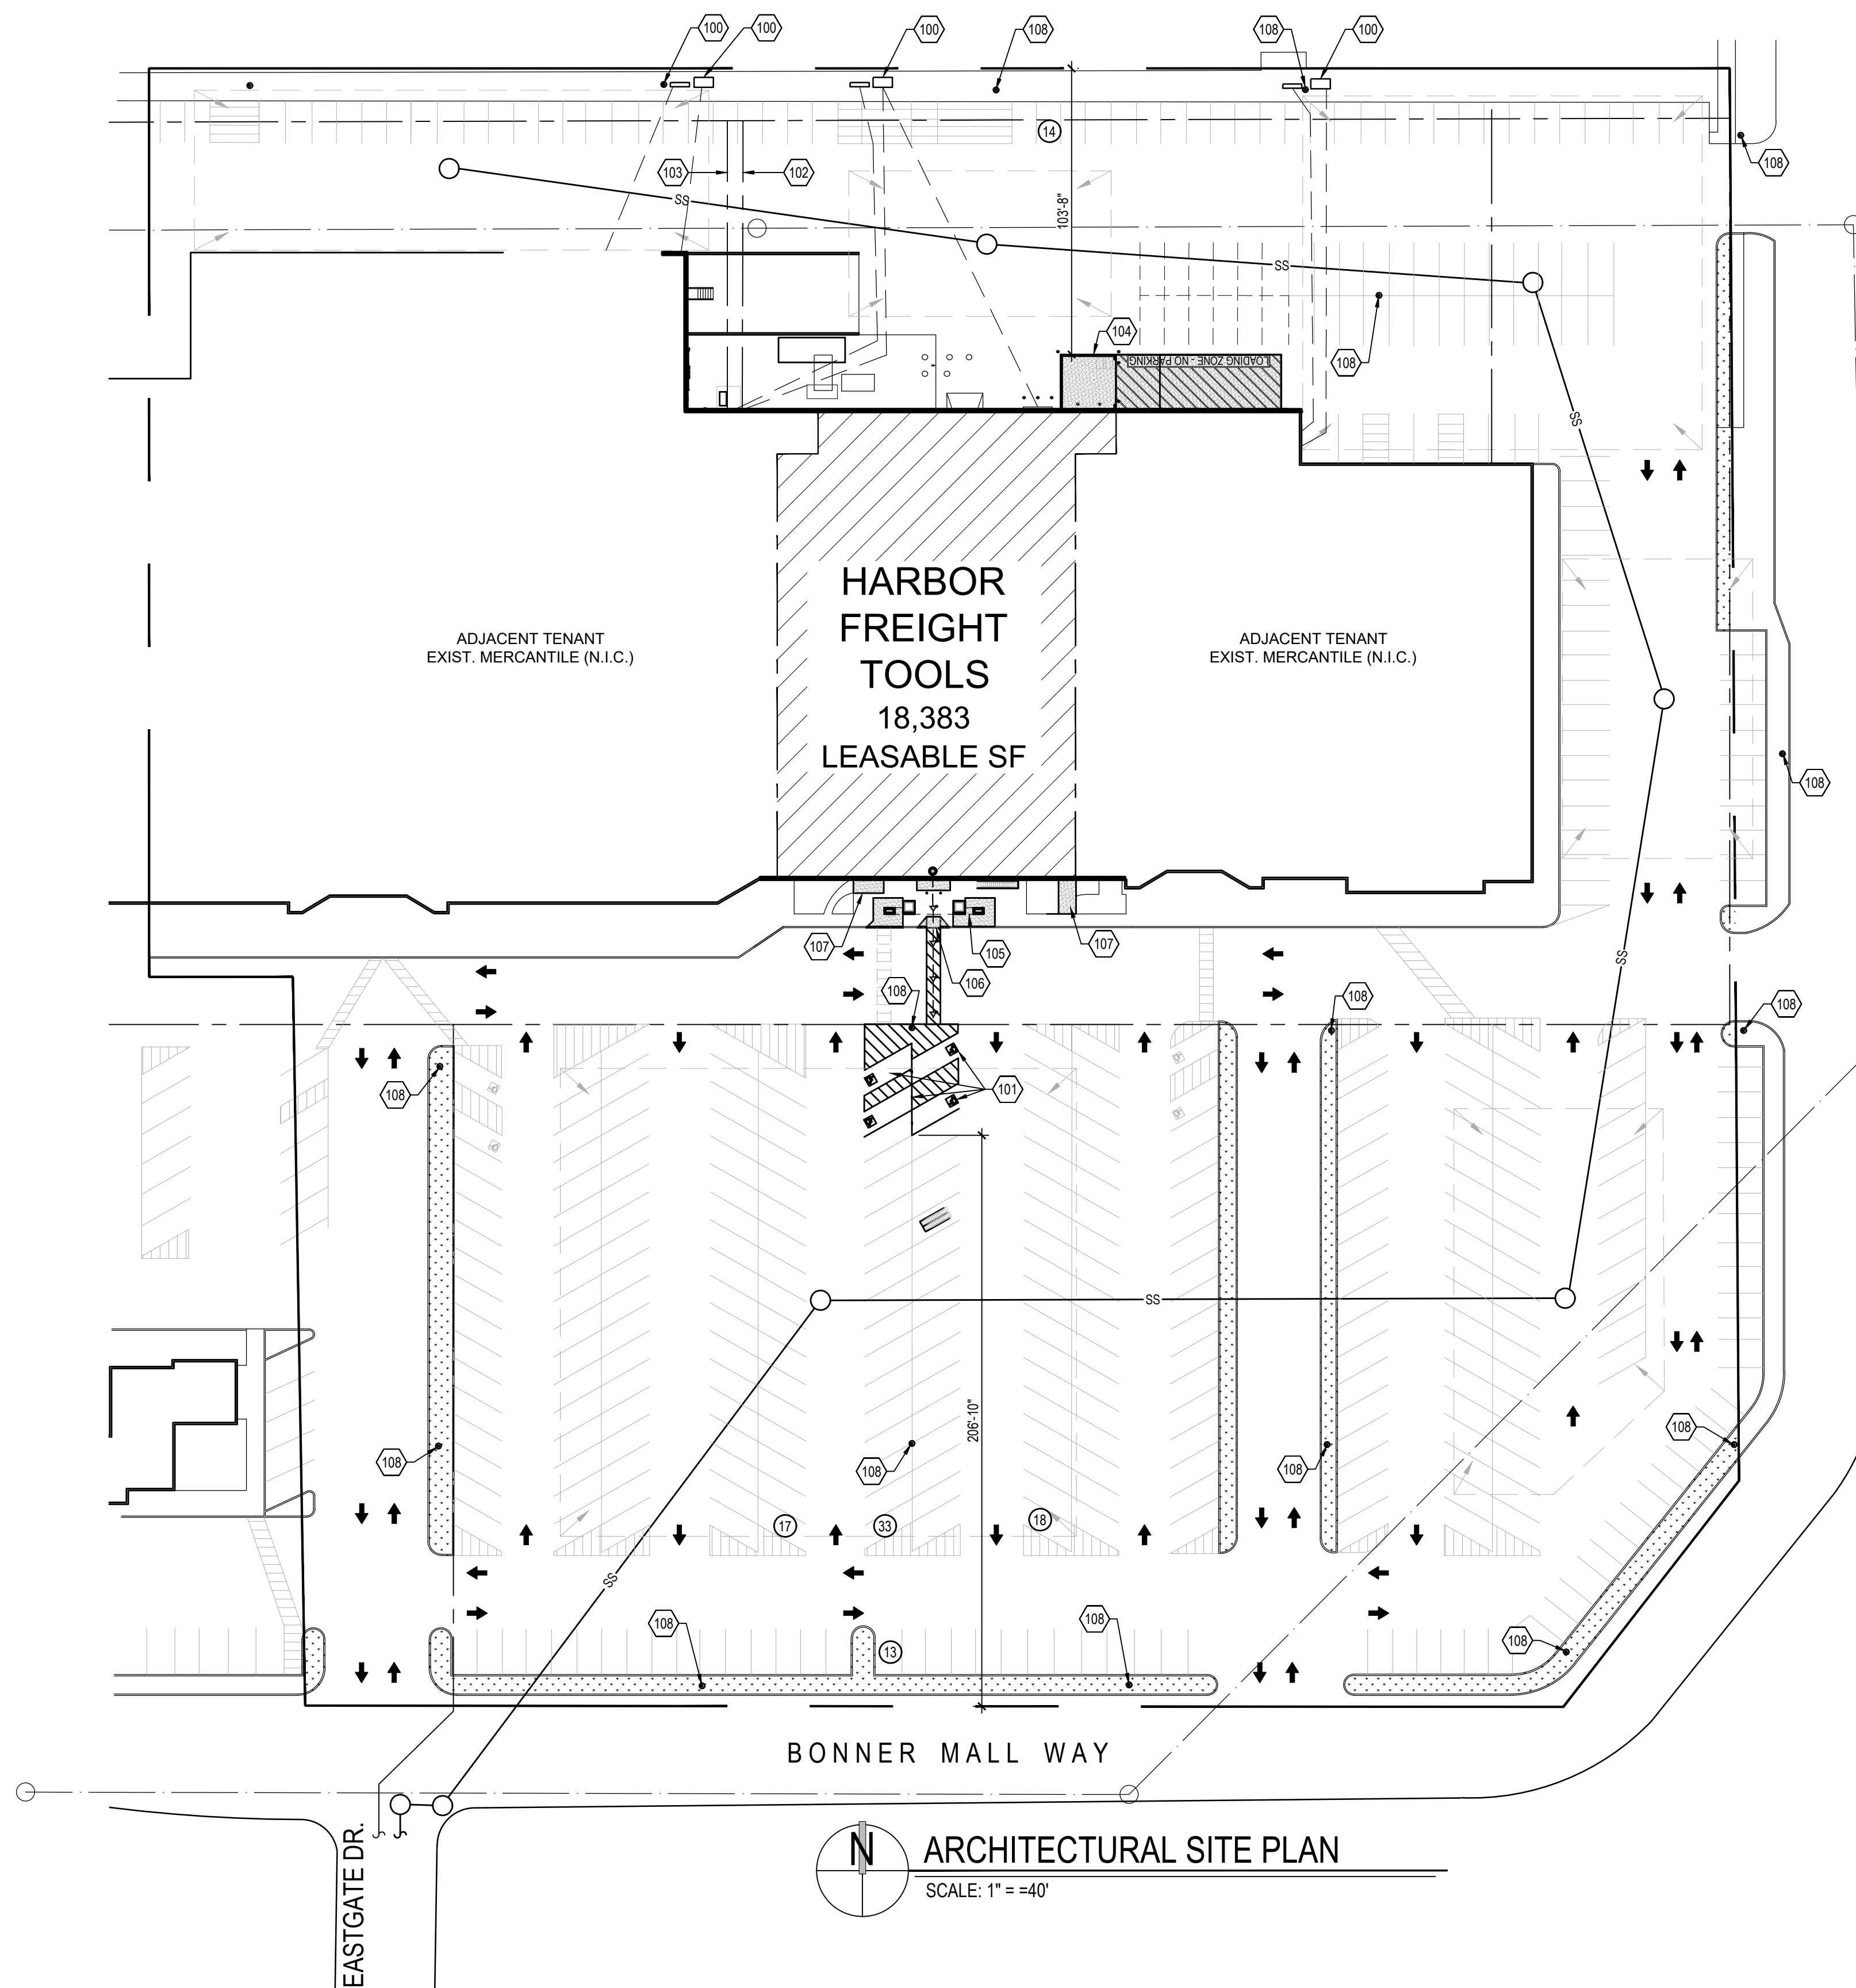 100
100
100
108
108
100
14
103
102
108
SS
103'-8"
SS
104
LOADING ZONE - NO PARKING
108
SS
HARBOR
FREIGHT
TOOLS
18,383
LEASABLE SF
ADJACENT TENANT
EXIST. MERCANTILE (N.I.C.)
ADJACENT TENANT
EXIST. MERCANTILE (N.I.C.)
108
107
105
107
106
SS
108
108
108
108
101
SS
206'-10"
108
108
108
108
17
33
18
SS
108
108
13
108
BONNER MALL WAY
EASTGATE DR.
N
ARCHITECTURAL SITE PLAN
SCALE: 1" = =40'